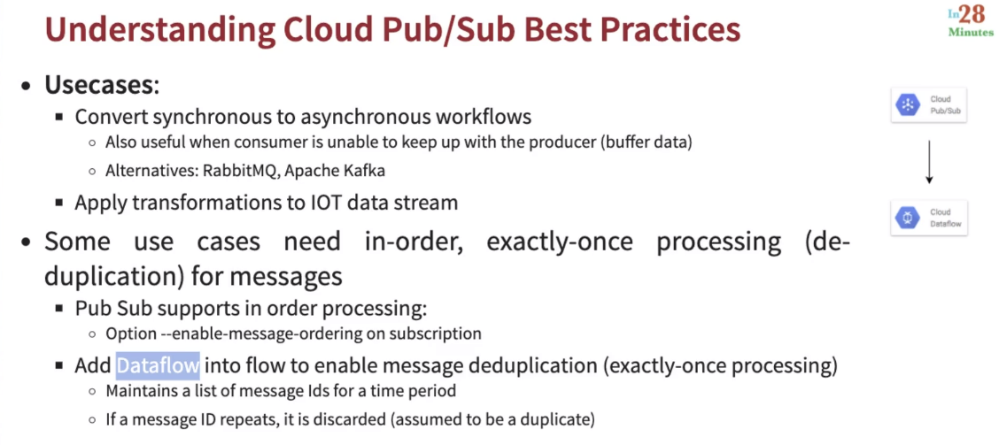 Understanding Cloud Pub/Sub Best Practices
In28
Minutes
• Usecases:
▪ Convert synchronous to asynchronous workflows
◦ Also useful when consumer is unable to keep up with the producer (buffer data)
◦ Alternatives: RabbitMQ, Apache Kafka
▪ Apply transformations to IOT data stream
• Some use cases need in-order, exactly-once processing (de-
duplication) for messages
▪ Pub Sub supports in order processing:
◦ Option --enable-message-ordering on subscription
▪ Add Dataflow into flow to enable message deduplication (exactly-once processing)
◦ Maintains a list of message Ids for a time period
◦ If a message ID repeats, it is discarded (assumed to be a duplicate)
Cloud
Pub/Sub
Cloud
Dataflow